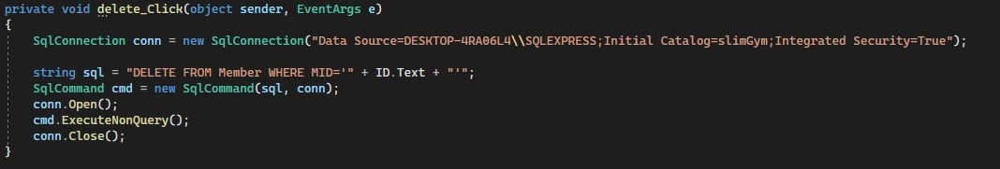 private void delete_Click(object sender, EventArgs e)
{
SqlConnection conn = new SqlConnection("Data Source=DESKTOP-4RA06L4\\SQLEXPRESS;Initial Catalog=slimGym;Integrated Security=True");
string sql = "DELETE FROM Member WHERE MID='" + ID.Text + "'";
SqlCommand cmd = new SqlCommand(sql, conn);
conn.Open();
cmd.ExecuteNonQuery();
conn.Close();
}